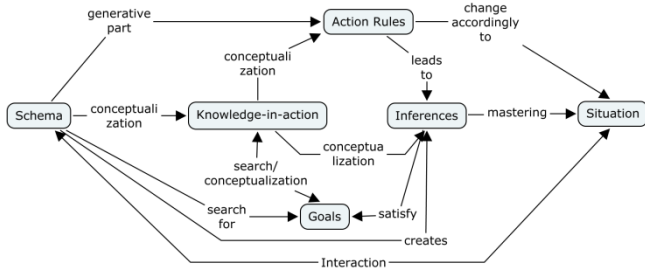 generative
part
Action Rules
change
accordingly
to
conceptuali
zation
leads
to
Schema
conceptuali
zation
Knowledge-in-action
Inferences
mastering
Situation
conceptua
lization
search/
conceptualization
search
for
Goals
satisfy
creates
Interaction